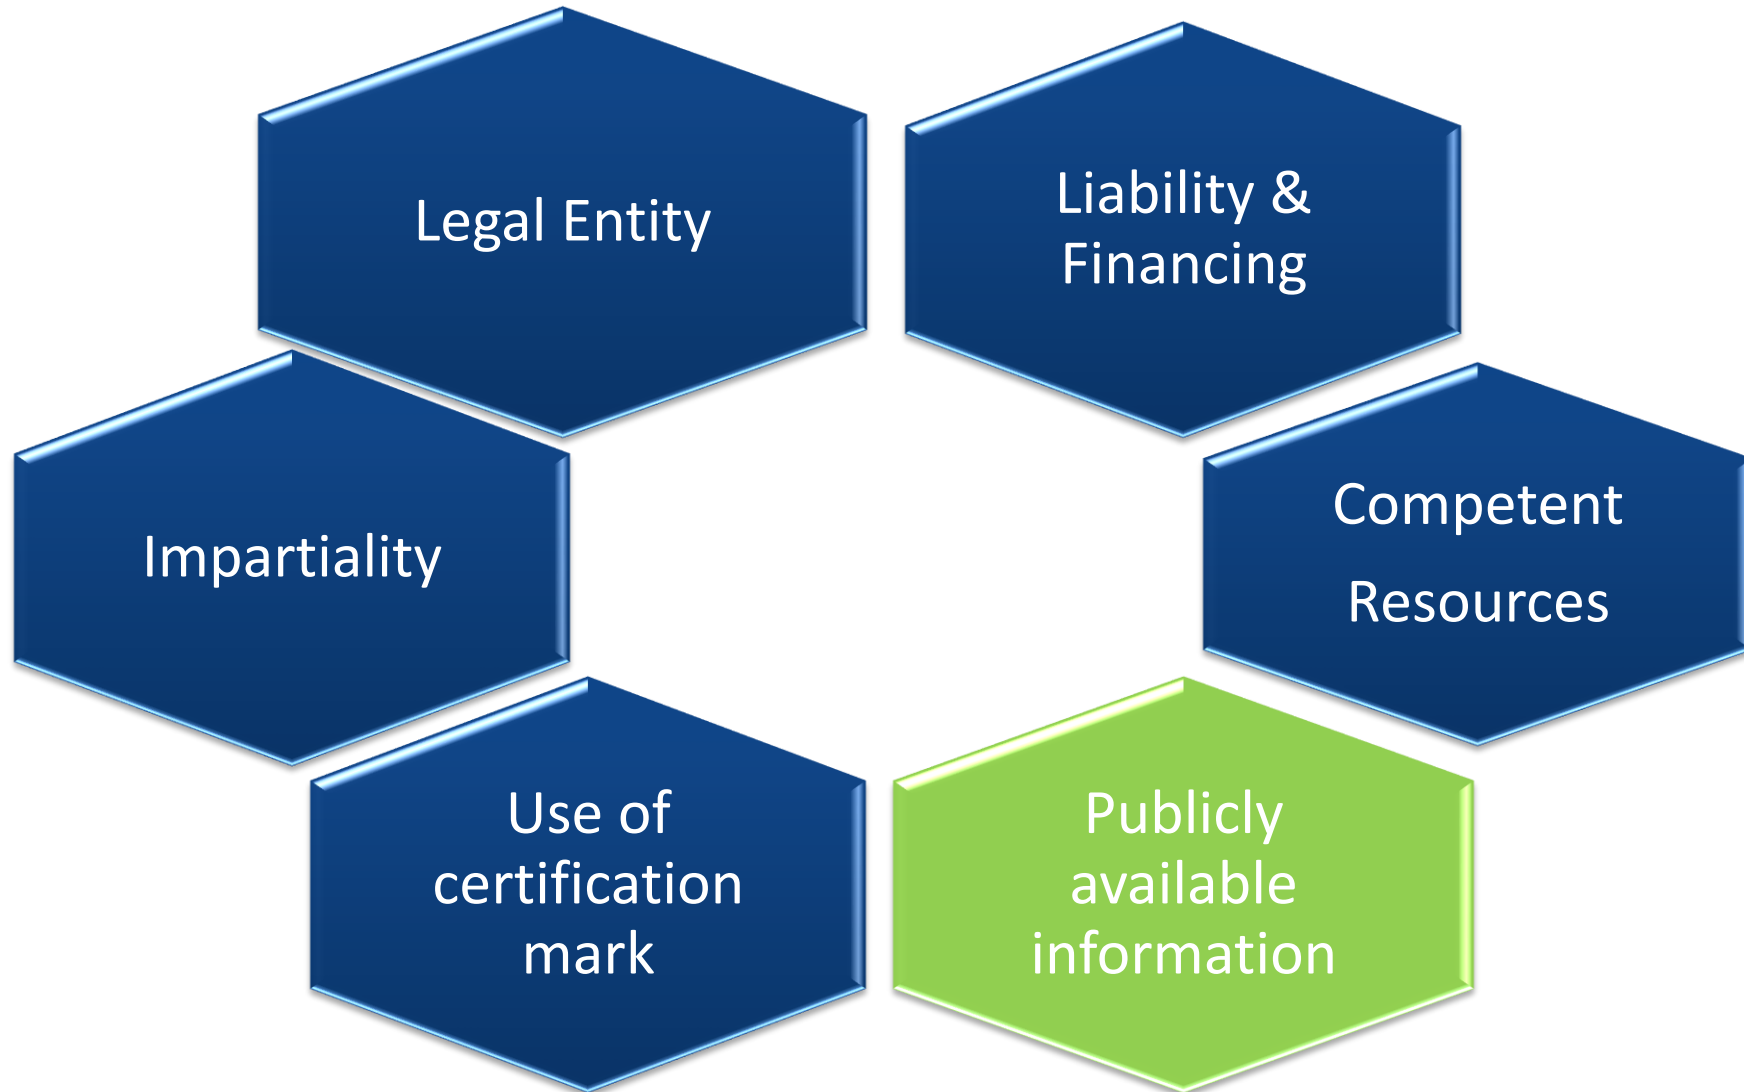 Legal Entity
Liability &
Financing
Impartiality
Competent
Resources
Use of
certification
mark
Publicly
available
information